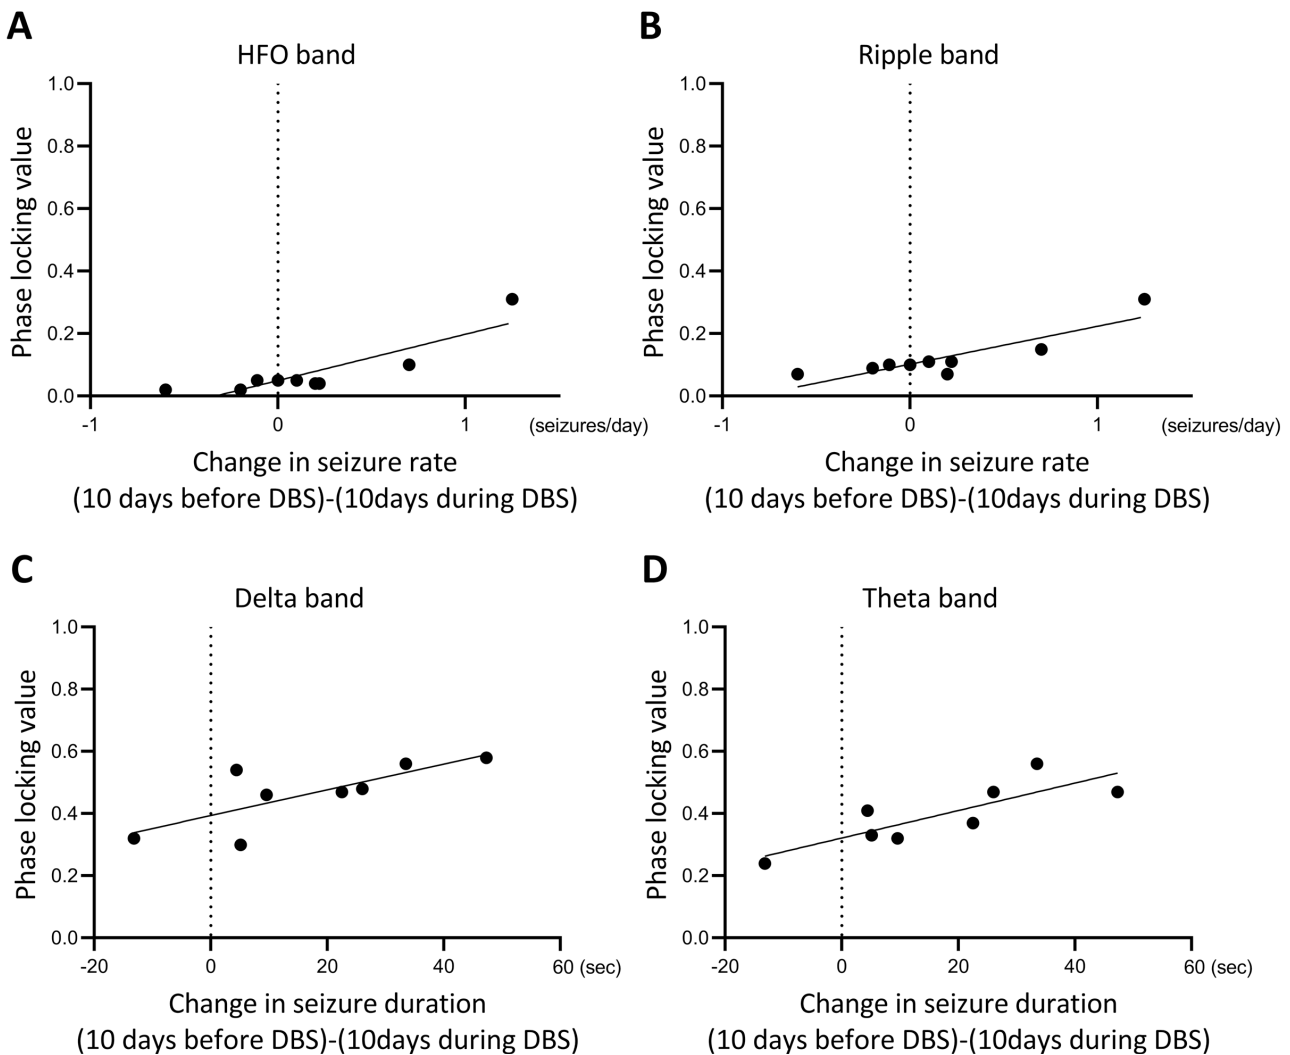 A
HFO band
Phase locking value
1.0
0.8
0.6
0.4
0.2
0.0
-1
0
1
(seizures/day)
Change in seizure rate
(10 days before DBS)-(10days during DBS)
B
Ripple band
Phase locking value
1.0
0.8
0.6
0.4
0.2
0.0
-1
0
1
(seizures/day)
Change in seizure rate
(10 days before DBS)-(10days during DBS)
C
Delta band
Phase locking value
1.0
0.8
0.6
0.4
0.2
0.0
-20
0
20
40
60 (sec)
Change in seizure duration
(10 days before DBS)-(10days during DBS)
D
Theta band
Phase locking value
1.0
0.8
0.6
0.4
0.2
0.0
-20
0
20
40
60 (sec)
Change in seizure duration
(10 days before DBS)-(10days during DBS)